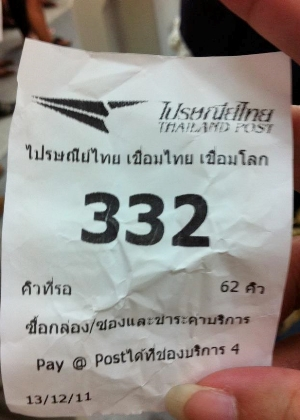 ไปรษณีย์ไทย
THAILAND POST
ไปรษณีย์ไทย เชื่อมไทย เชื่อมโลก
332
คิวที่รอ 62 คิว
ซื้อกล่อง/ซองและชำระค่าบริการ
Pay @ Postได้ที่ช่องบริการ 4
13/12/11